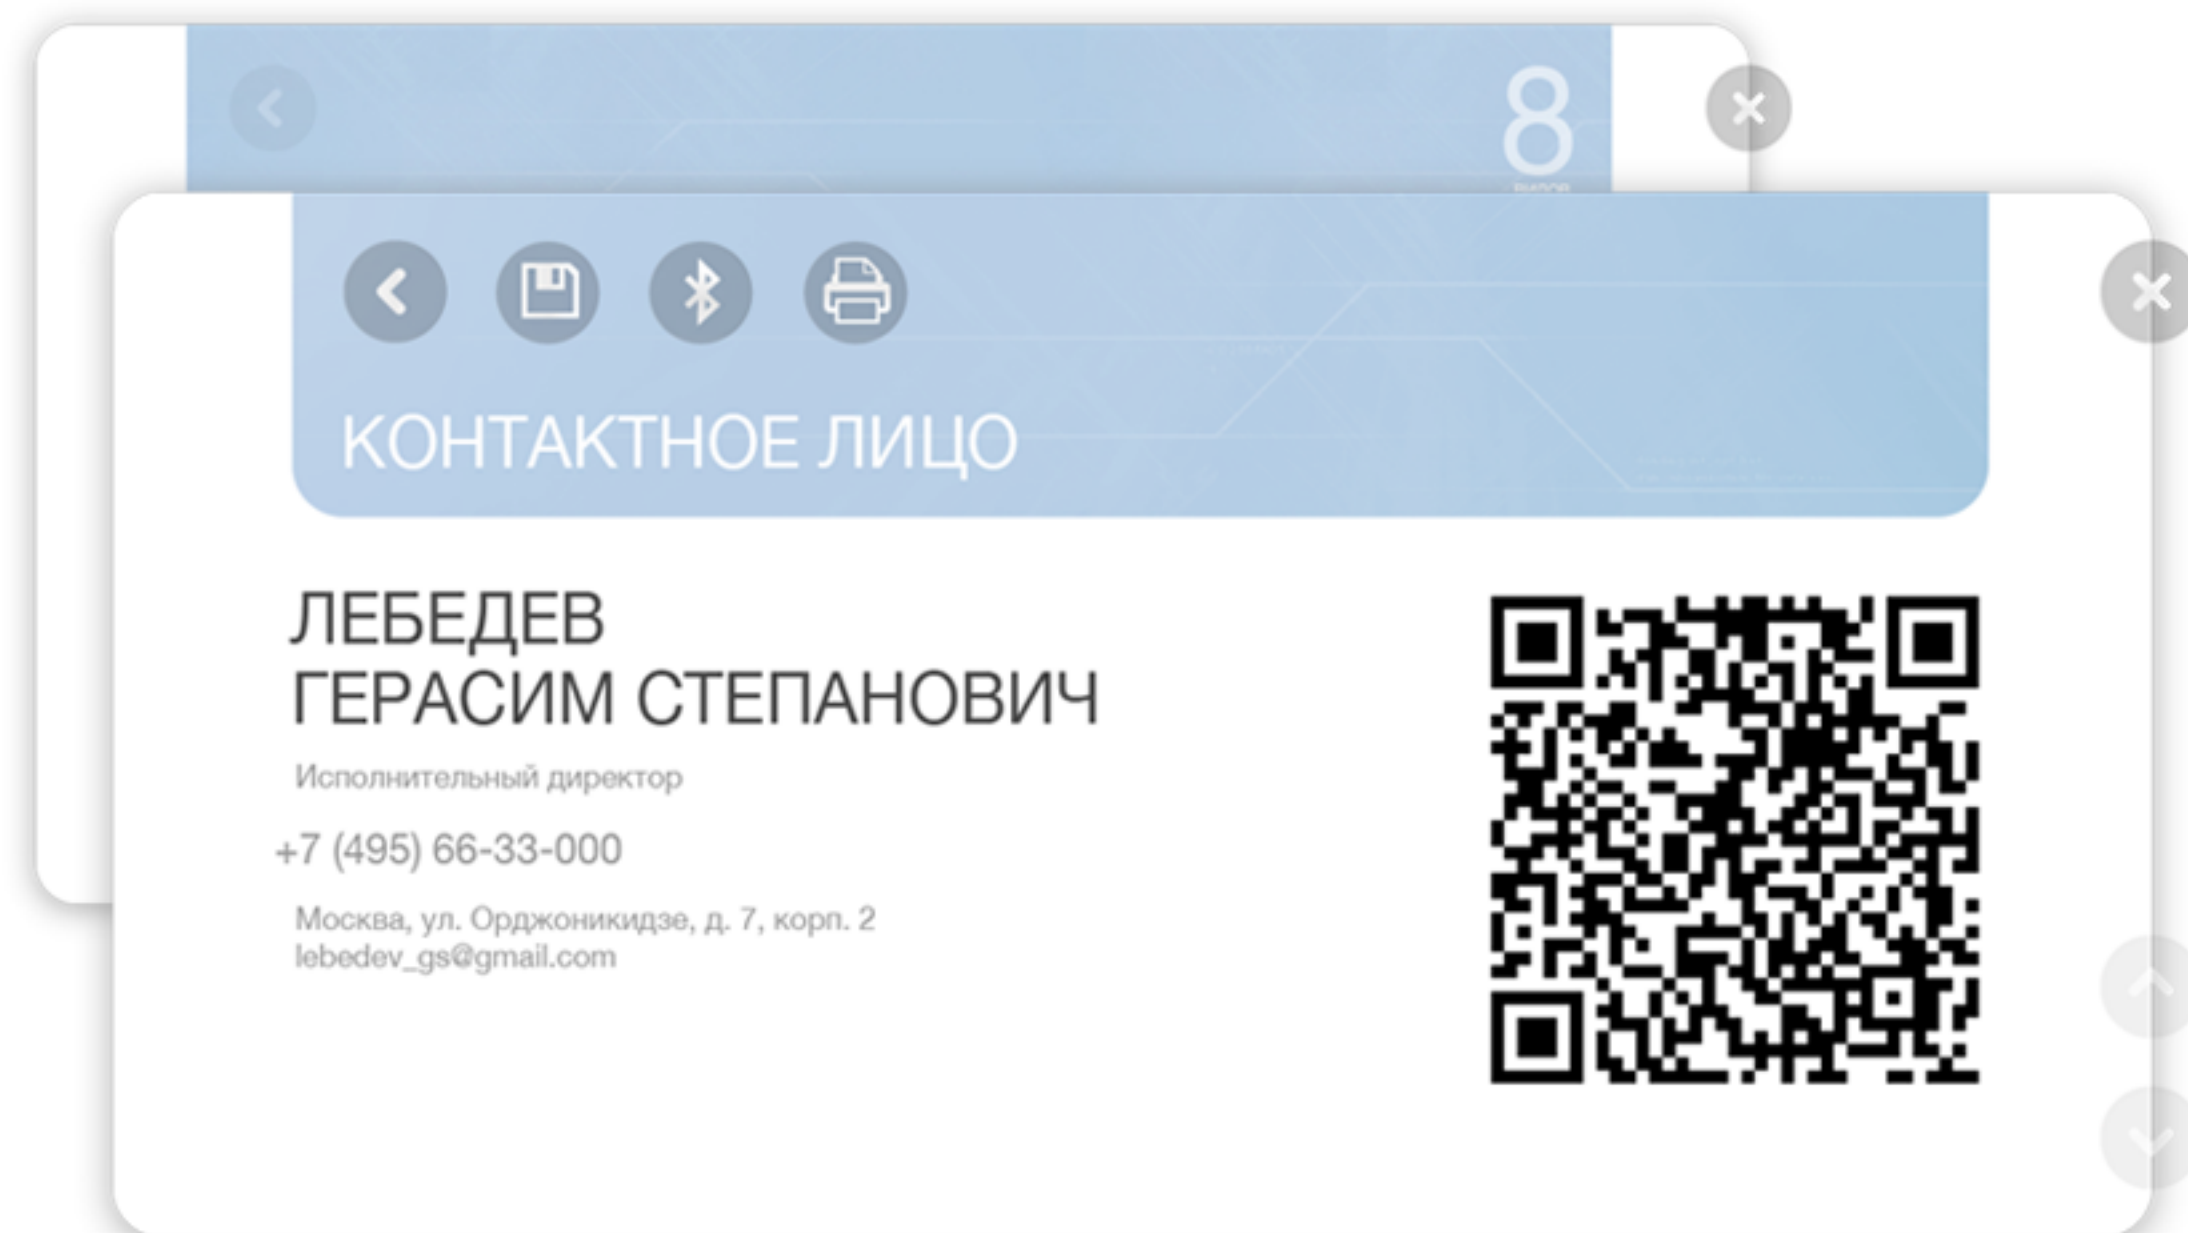 8
видов
КОНТАКТНОЕ ЛИЦО
ЛЕБЕДЕВ
ГЕРАСИМ СТЕПАНОВИЧ
Исполнительный директор
+7 (495) 66-33-000
Москва, ул. Орджоникидзе, д. 7, корп. 2
lebedev_gs@gmail.com